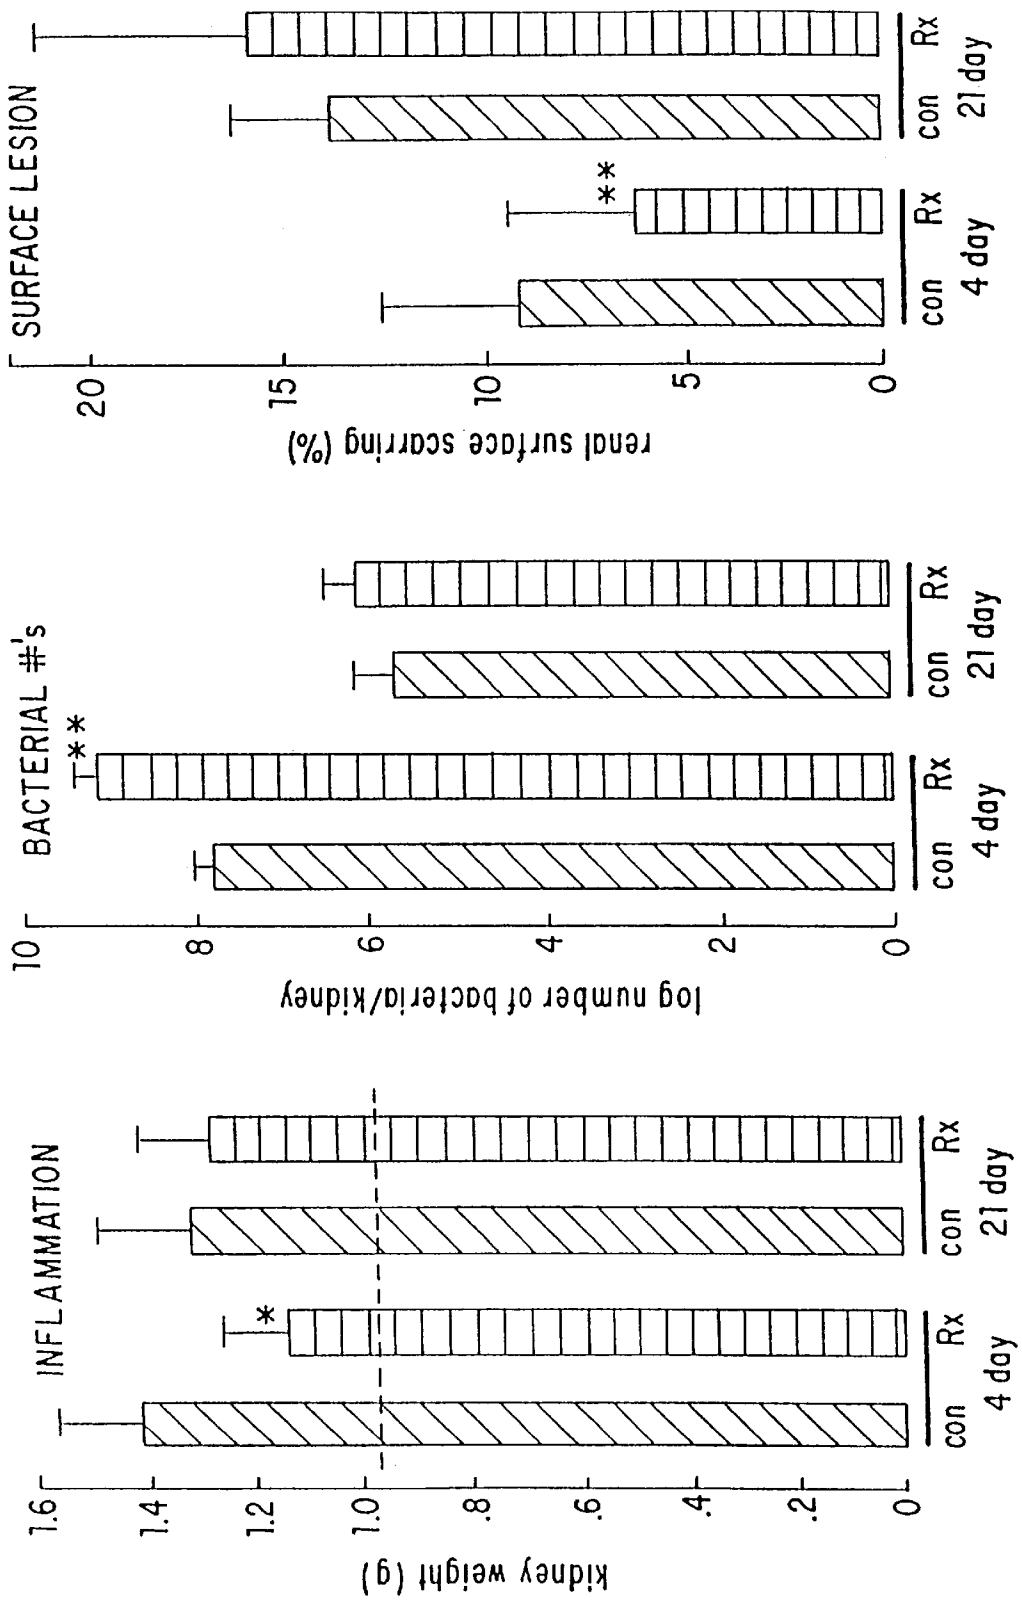 INFLAMMATION
kidney weight (g)
1.6
1.4
1.2
1.0
.8
.6
.4
.2
0
*
con
Rx
con
Rx
4 day
21 day
BACTERIAL #'s
log number of bacteria/kidney
10
8
6
4
2
0
**
con
Rx
con
Rx
4 day
21 day
SURFACE LESION
renal surface scarring (%)
20
15
10
5
0
**
con
Rx
con
Rx
4 day
21 day